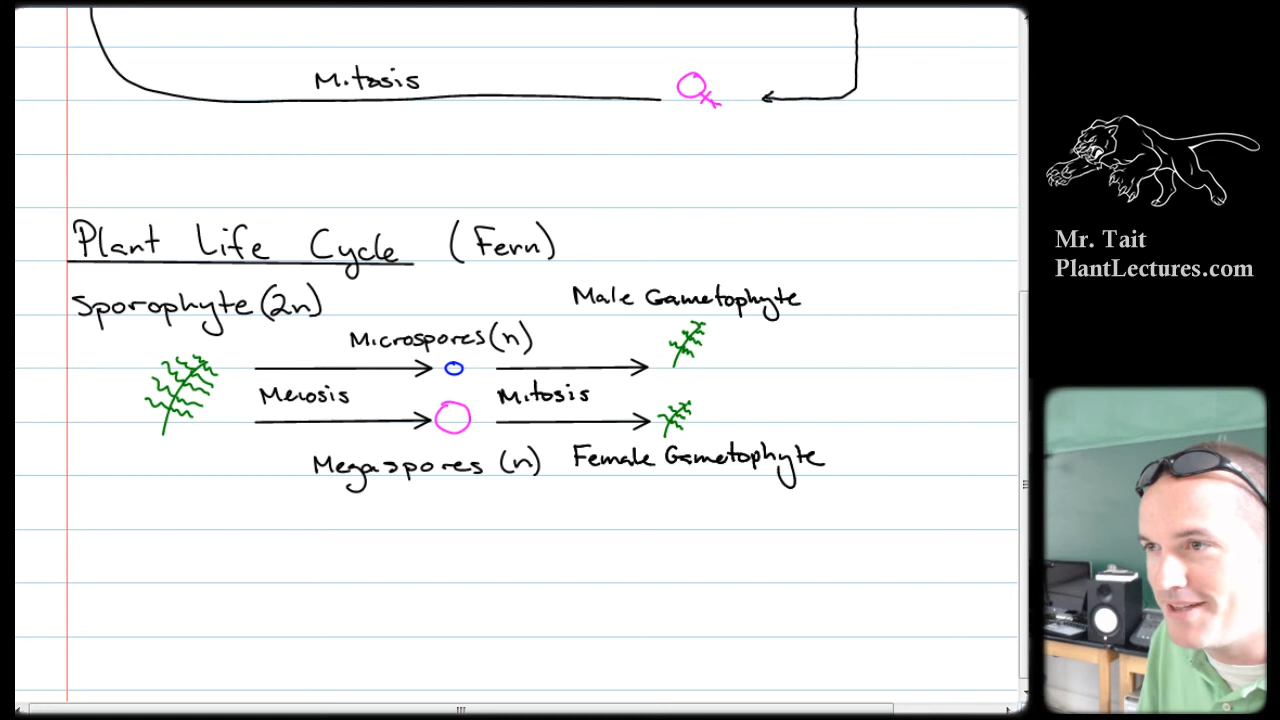 Mitosis
Plant Life Cycle (Fern)
Sporophyte (2n)
Male Gametophyte
Microspores (n)
Meiosis
Mitosis
Megaspores (n)
Female Gametophyte
Mr. Tait
PlantLectures.com